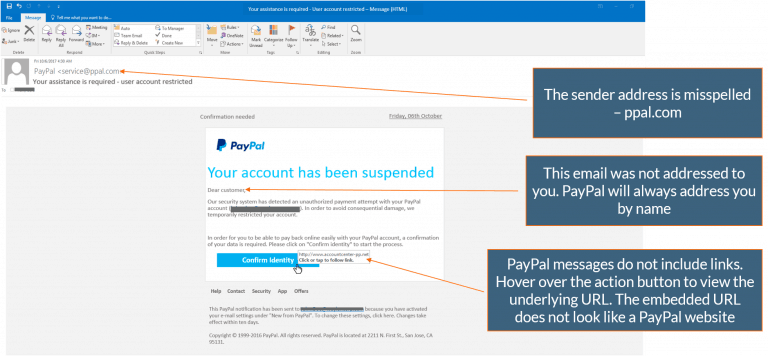 Your assistance is required - User account restricted – Message (HTML)
File
Message
Tell me what you want to do...
Ignore
Junk
Delete
Delete
Reply
Reply All
Forward
Meeting
IM
More
Respond
Auto
Team Email
Reply & Delete
To Manager
Done
Create New
Quick Steps
Move
Rules
OneNote
Actions
Move
Mark Unread
Categorize
Follow Up
Tags
Translate
Find
Related
Select
Editing
Zoom
Zoom
Fri 10/6/2017 4:30 AM
PayPal <service@ppal.com
Your assistance is required - user account restricted
To
Confirmation needed
Friday, 06th October
PayPal
Your account has been suspended
Dear customer,
Our security system has detected an unauthorized payment attempt with your PayPal
account ( ). In order to avoid consequential damage, we
temporarily restricted your account.
In order for you to be able to pay back online easily with your PayPal account, a confirmation
of your data is required. Please click on "Confirm identity" to start the process.
http://www.accountcenter-pp.net
Click or tap to follow link.
Confirm Identity
Help Contact Security App Offers
This PayPal notification has been sent to because you have activated
your e-mail settings under "New from PayPal". To change these settings, click here. Changes take
effect within ten days.
Copyright © 1999-2016 PayPal. All rights reserved. PayPal is located at 2211 N. First St., San Jose, CA
95131.
The sender address is misspelled
– ppal.com
This email was not addressed to
you. PayPal will always address you
by name
PayPal messages do not include links.
Hover over the action button to view the
underlying URL. The embedded URL
does not look like a PayPal website